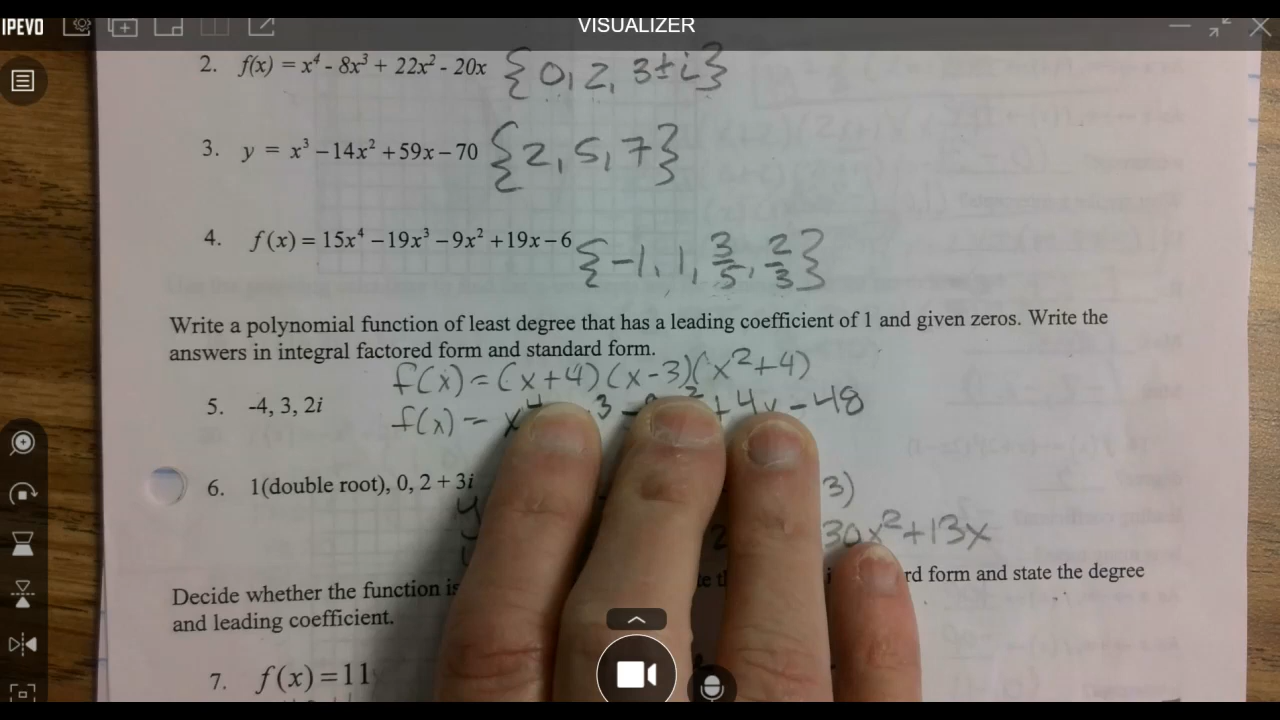 IPEVO
VISUALIZER
2. f(x) = x⁴ - 8x³ + 22x² - 20x {0, 2, 3±i}
3. y = x³ −14x² +59x−70 {2, 5, 7}
4. f(x) = 15x⁴ −19x³ −9x² +19x−6 {-1, 1, 3/5, 2/3}
Write a polynomial function of least degree that has a leading coefficient of 1 and given zeros. Write the
answers in integral factored form and standard form.
f(x) = (x+4)(x-3)(x²+4)
5. -4, 3, 2i
f(x) = x⁴ ³ - ² + 4x - 48
6. 1(double root), 0, 2 + 3i 3)
30x²+13x
Decide whether the function is rd form and state the degree
and leading coefficient.
7. f(x)=11